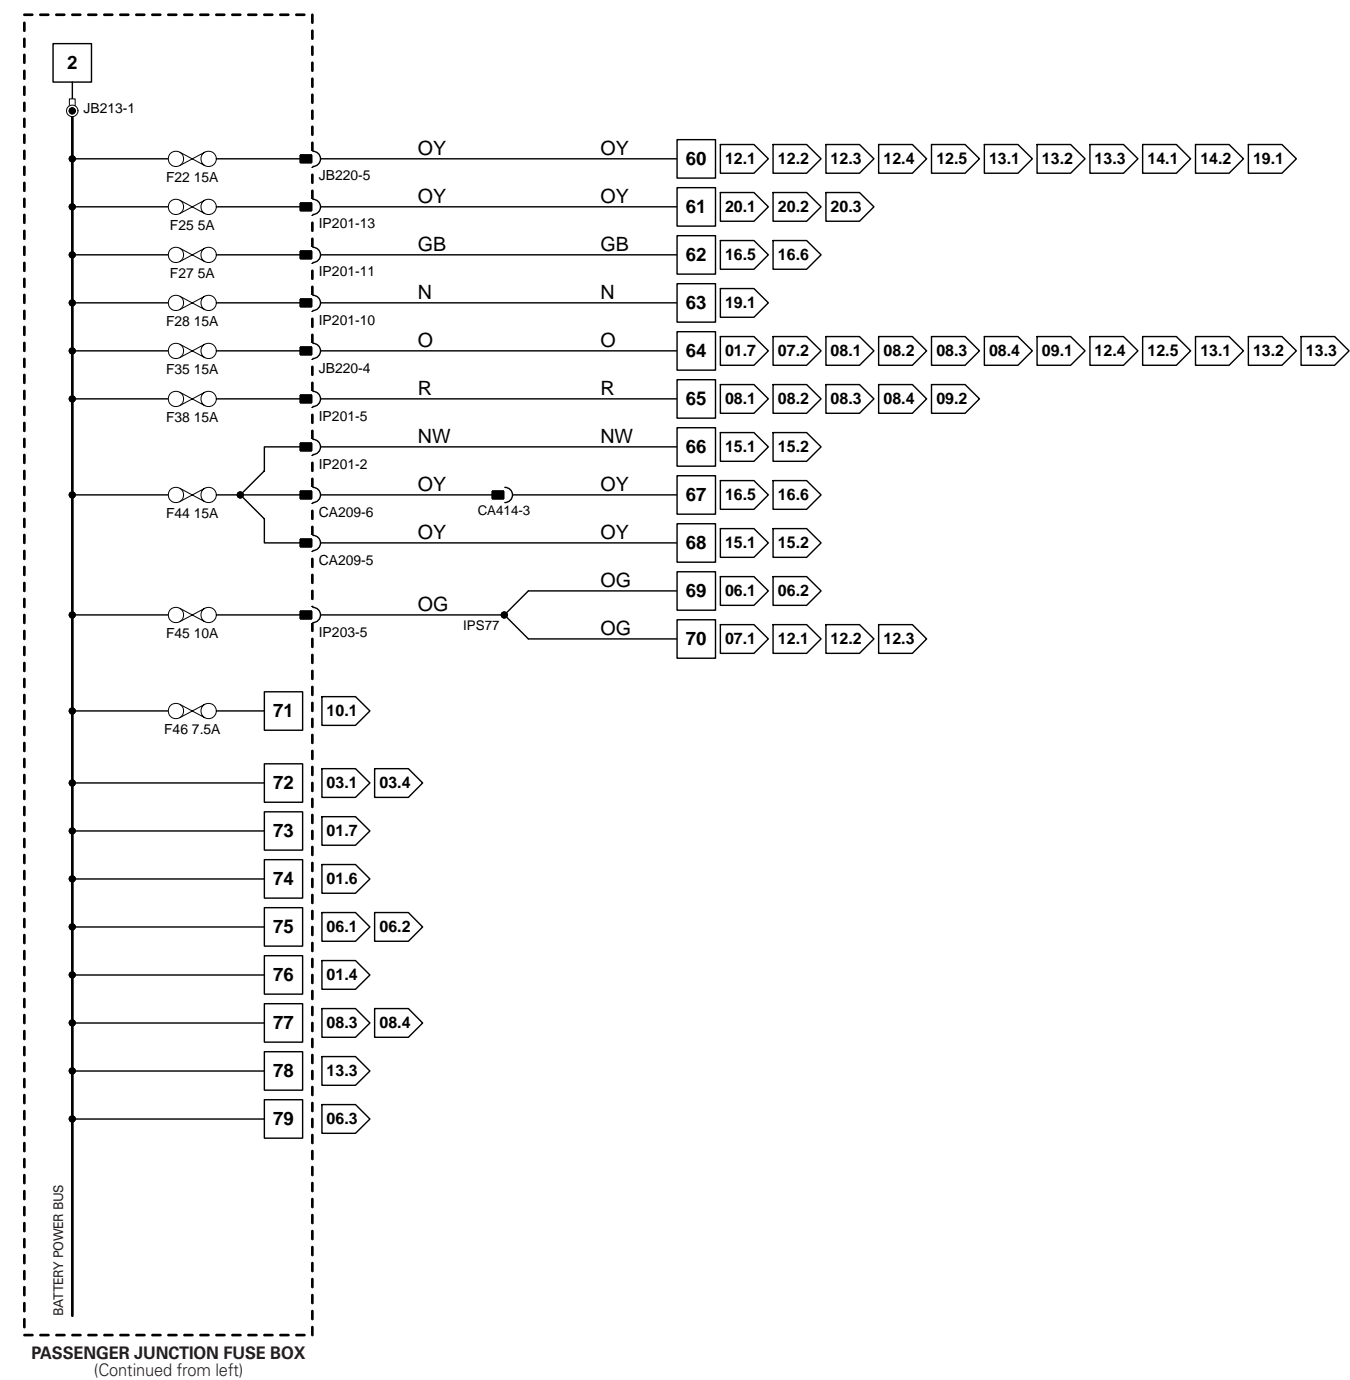 2
JB213-1
OY OY 60 12.1 12.2 12.3 12.4 12.5 13.1 13.2 13.3 14.1 14.2 19.1
F22 15A JB220-5
OY OY 61 20.1 20.2 20.3
F25 5A IP201-13
GB GB 62 16.5 16.6
F27 5A IP201-11
N N 63 19.1
F28 15A IP201-10
O O 64 01.7 07.2 08.1 08.2 08.3 08.4 09.1 12.4 12.5 13.1 13.2 13.3
F35 15A JB220-4
R R 65 08.1 08.2 08.3 08.4 09.2
F38 15A IP201-5
NW NW 66 15.1 15.2
IP201-2
OY OY 67 16.5 16.6
F44 15A CA209-6 CA414-3
OY OY 68 15.1 15.2
CA209-5
OG 69 06.1 06.2
OG
F45 10A IP203-5 IPS77
OG 70 07.1 12.1 12.2 12.3
71 10.1
F46 7.5A
72 03.1 03.4
73 01.7
74 01.6
75 06.1 06.2
76 01.4
77 08.3 08.4
78 13.3
79 06.3
BATTERY POWER BUS
PASSENGER JUNCTION FUSE BOX
(Continued from left)